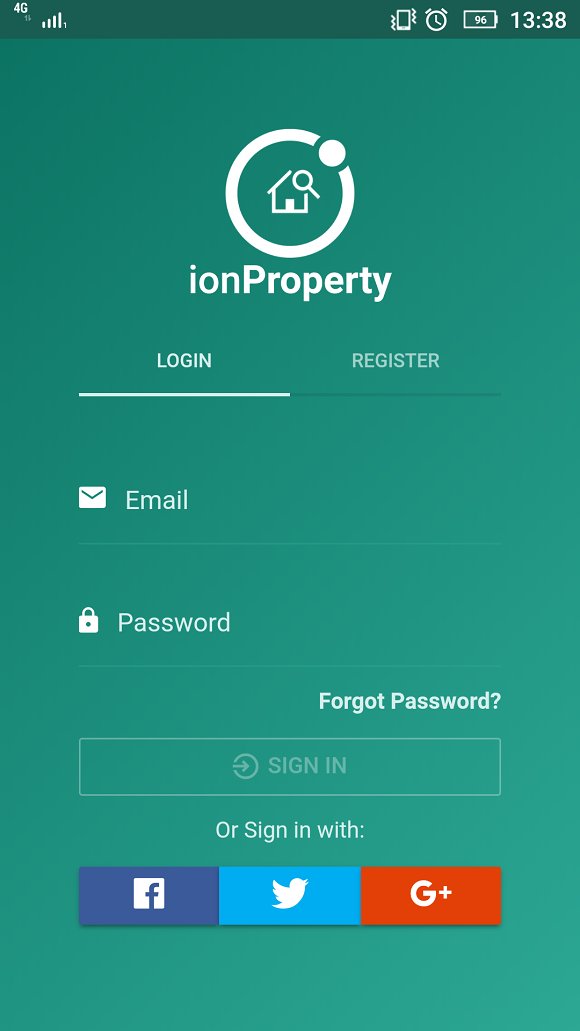 4G
96
13:38
ionProperty
LOGIN
REGISTER
Email
Password
Forgot Password?
SIGN IN
Or Sign in with:
G+